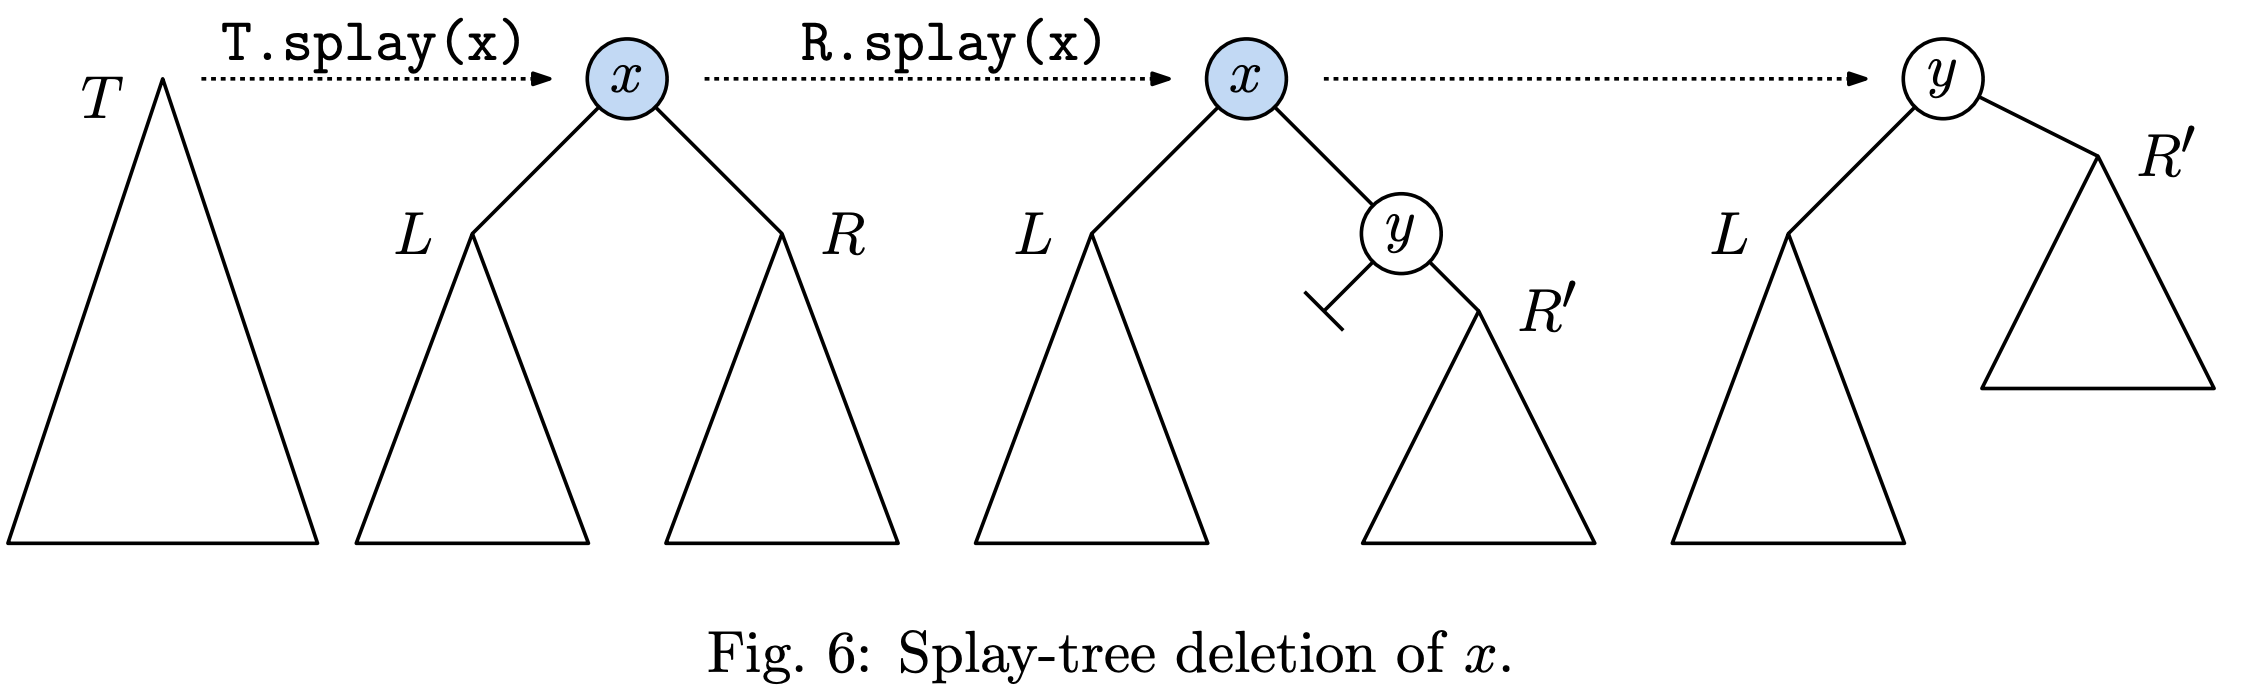 T T.splay(x) x R.splay(x) x y
L R L y R′ L R′
Fig. 6: Splay-tree deletion of x.